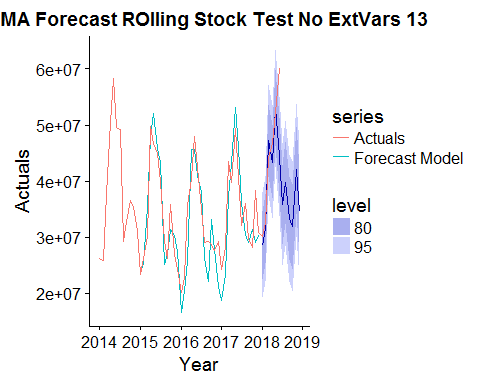 MA Forecast ROlling Stock Test No ExtVars 13
6e+07
5e+07
4e+07
3e+07
2e+07
Actuals
2014 2015 2016 2017 2018 2019
Year
series
Actuals
Forecast Model
level
80
95